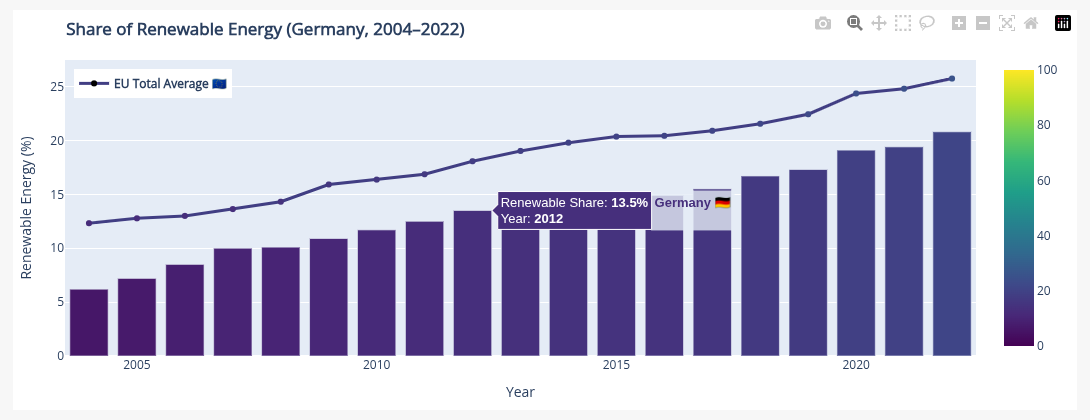 Share of Renewable Energy (Germany, 2004–2022)
EU Total Average 🇪🇺
Renewable Energy (%)
25
20
15
10
5
0
Renewable Share: 13.5%
Year: 2012
Germany 🇩🇪
2005
2010
2015
2020
Year
100
80
60
40
20
0